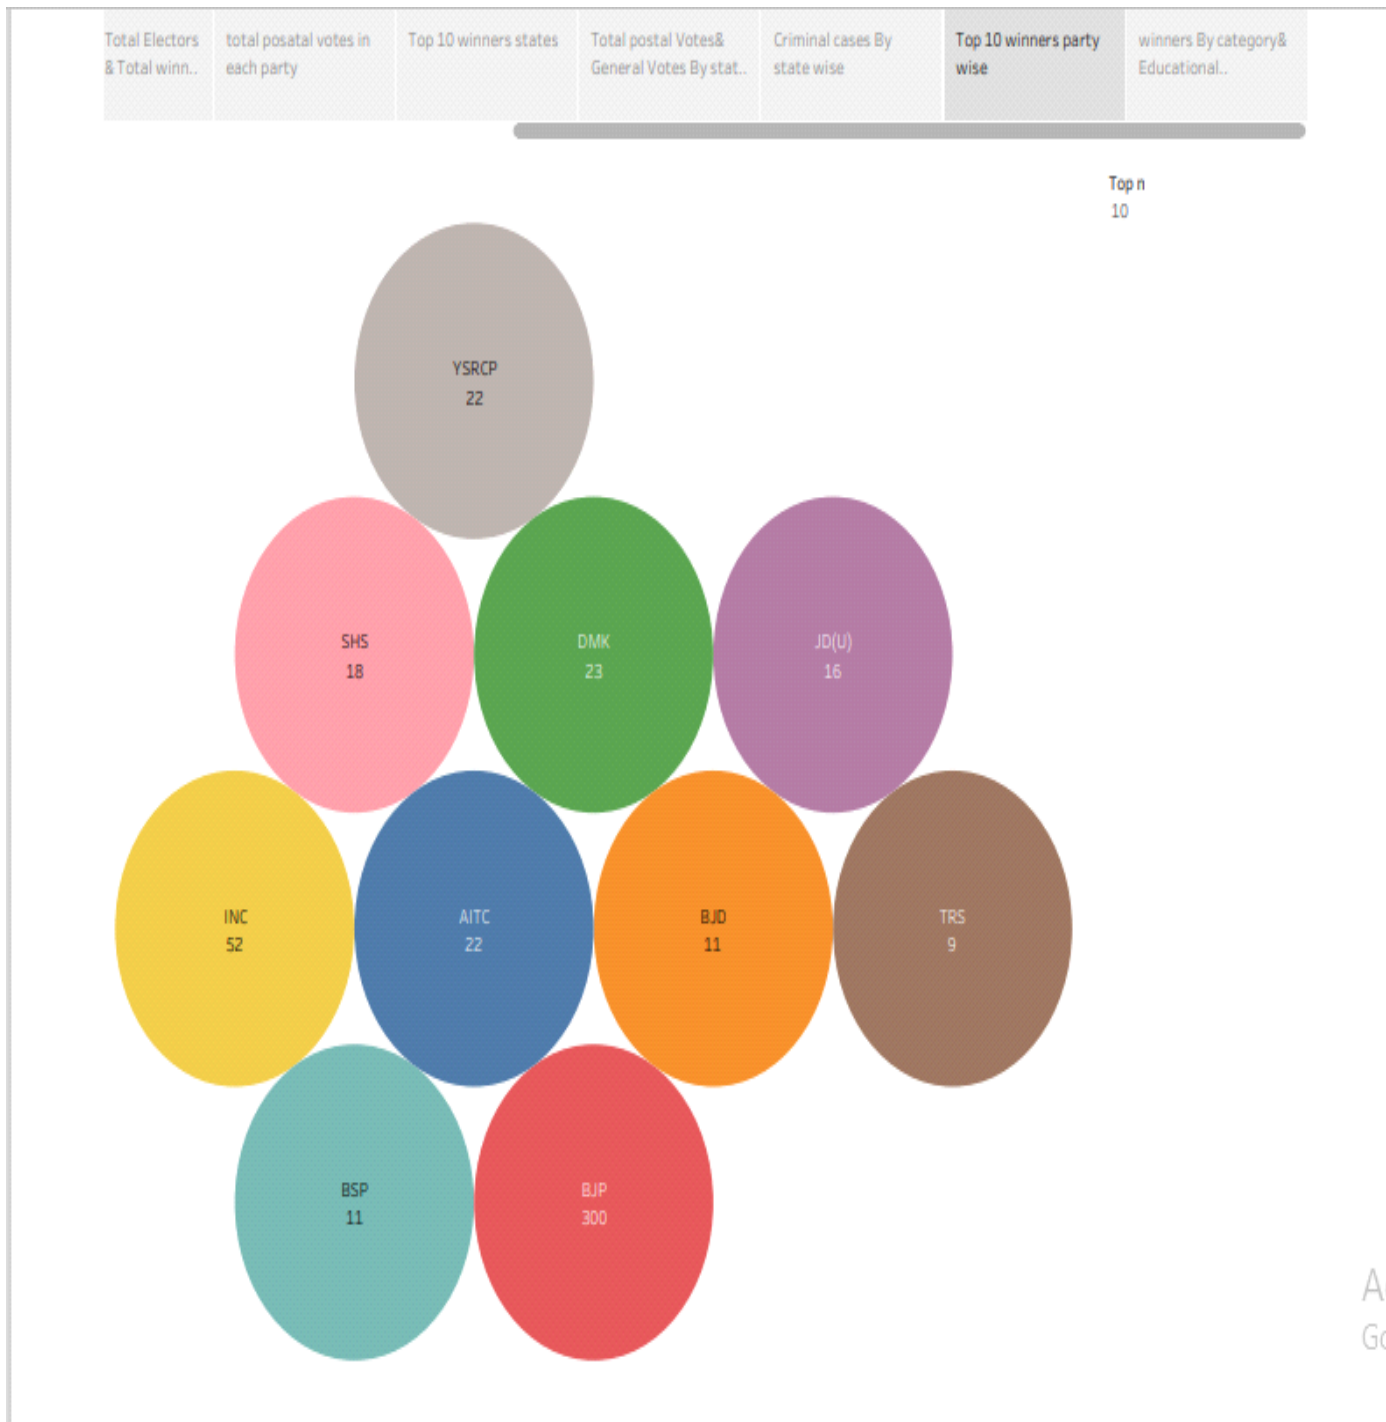 Total Electors
& Total winn..
total posatal votes in
each party
Top 10 winners states
Total postal Votes&
General Votes By stat..
Criminal cases By
state wise
Top 10 winners party
wise
winners By category&
Educational..
Top n
10
YSRCP
22
SHS
18
DMK
23
JD(U)
16
INC
52
AITC
22
BJD
11
TRS
9
BSP
11
BJP
300
A
Go